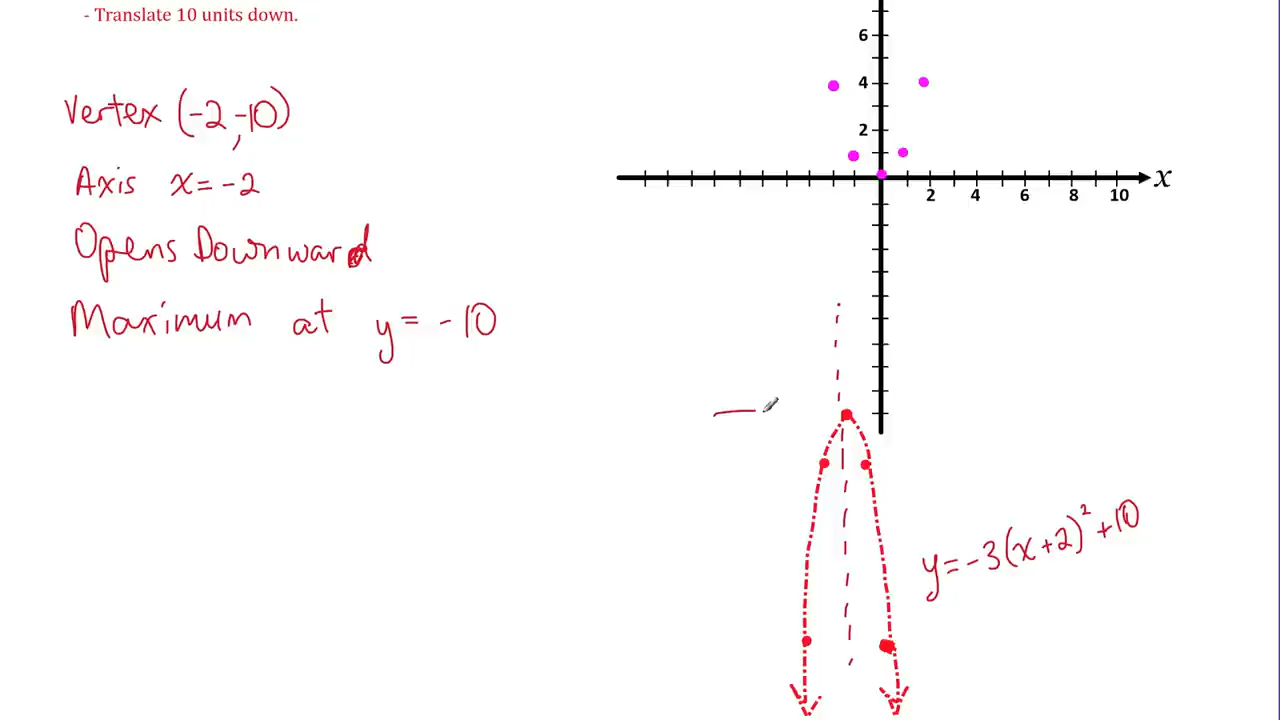 - Translate 10 units down.
Vertex (-2,-10)
Axis x = -2
Opens Downward
Maximum at y = -10
6
4
2
x
2 4 6 8 10
y = -3(x+2)² + 10